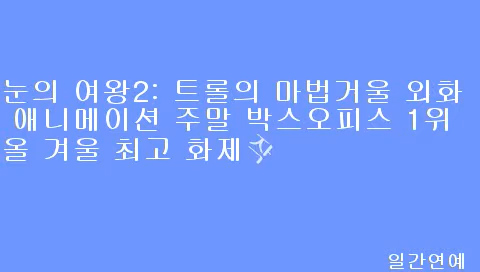 눈의 여왕2: 트롤의 마법거울 외화
애니메이션 주말 박스오피스 1위
올 겨울 최고 화제
일간연예